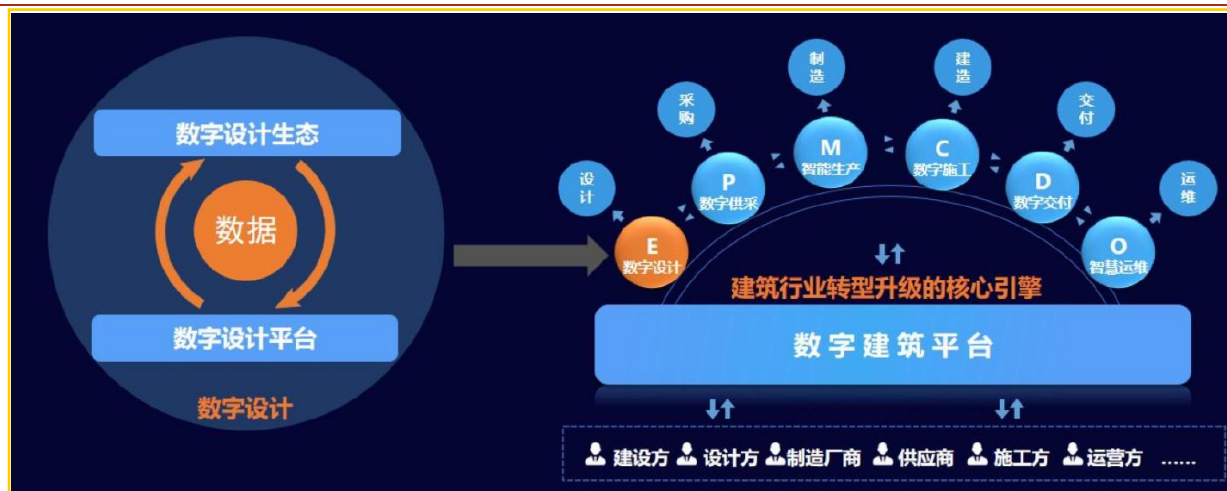 数字设计生态
数据
数字设计平台
数字设计
设计
采购
制造
建造
交付
运维
E
数字设计
P
数字供采
M
智能生产
C
数字施工
D
数字交付
O
智慧运维
建筑行业转型升级的核心引擎
数字建筑平台
建设方 设计方 制造厂商 供应商 施工方 运营方 ……